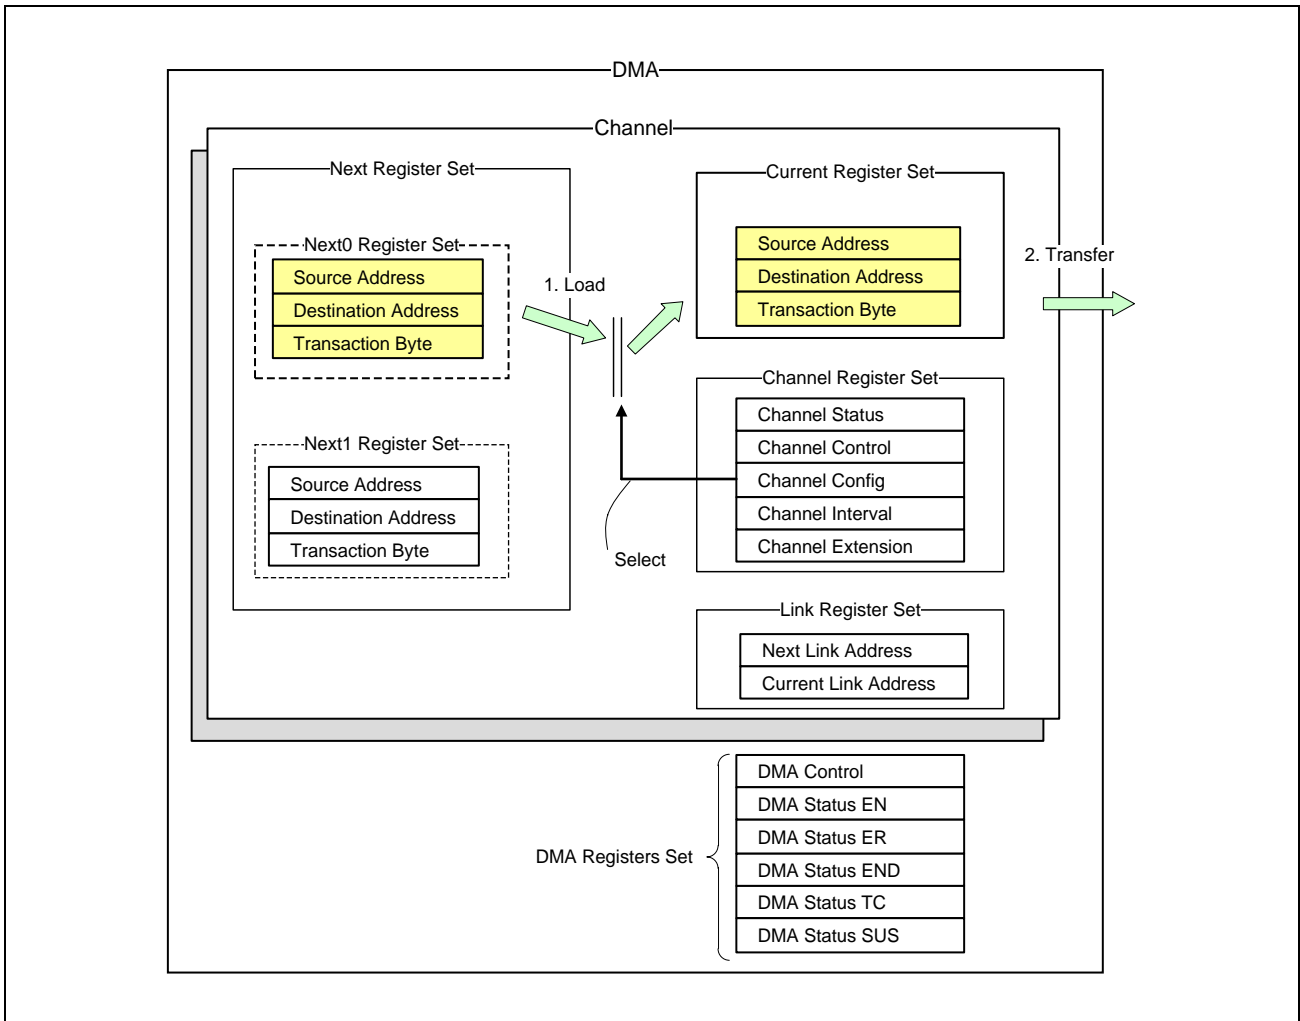 DMA
Channel
Next Register Set
Next0 Register Set
Source Address
Destination Address
Transaction Byte
Next1 Register Set
Source Address
Destination Address
Transaction Byte
1. Load
Select
Current Register Set
Source Address
Destination Address
Transaction Byte
2. Transfer
Channel Register Set
Channel Status
Channel Control
Channel Config
Channel Interval
Channel Extension
Link Register Set
Next Link Address
Current Link Address
DMA Registers Set
DMA Control
DMA Status EN
DMA Status ER
DMA Status END
DMA Status TC
DMA Status SUS